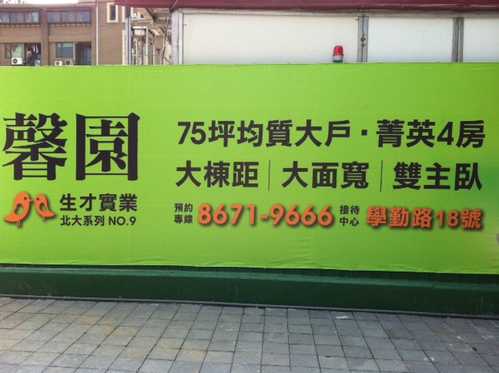 馨園
75坪均質大戶·菁英4房
大棟距|大面寬|雙主臥
生才實業
北大系列 NO.9
預約專線 8671-9666 接待中心 學勤路18號